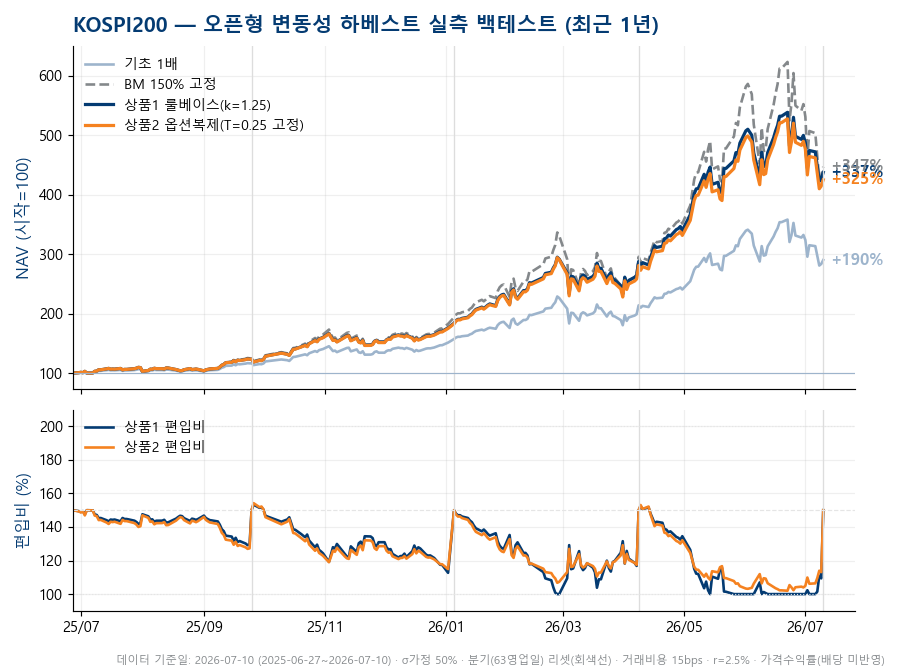 KOSPI200 — 오픈형 변동성 하베스트 실측 백테스트 (최근 1년)
기초 1배
BM 150% 고정
상품1 룰베이스(k=1.25)
상품2 옵션복제(T=0.25 고정)
NAV (시작=100)
600
500
400
300
200
100
+347%
+337%
+325%
+190%
상품1 편입비
상품2 편입비
편입비 (%)
200
180
160
140
120
100
25/07 25/09 25/11 26/01 26/03 26/05 26/07
데이터 기준일: 2026-07-10 (2025-06-27~2026-07-10) · σ가정 50% · 분기(63영업일) 리셋(회색선) · 거래비용 15bps · r=2.5% · 가격수익률(배당 미반영)